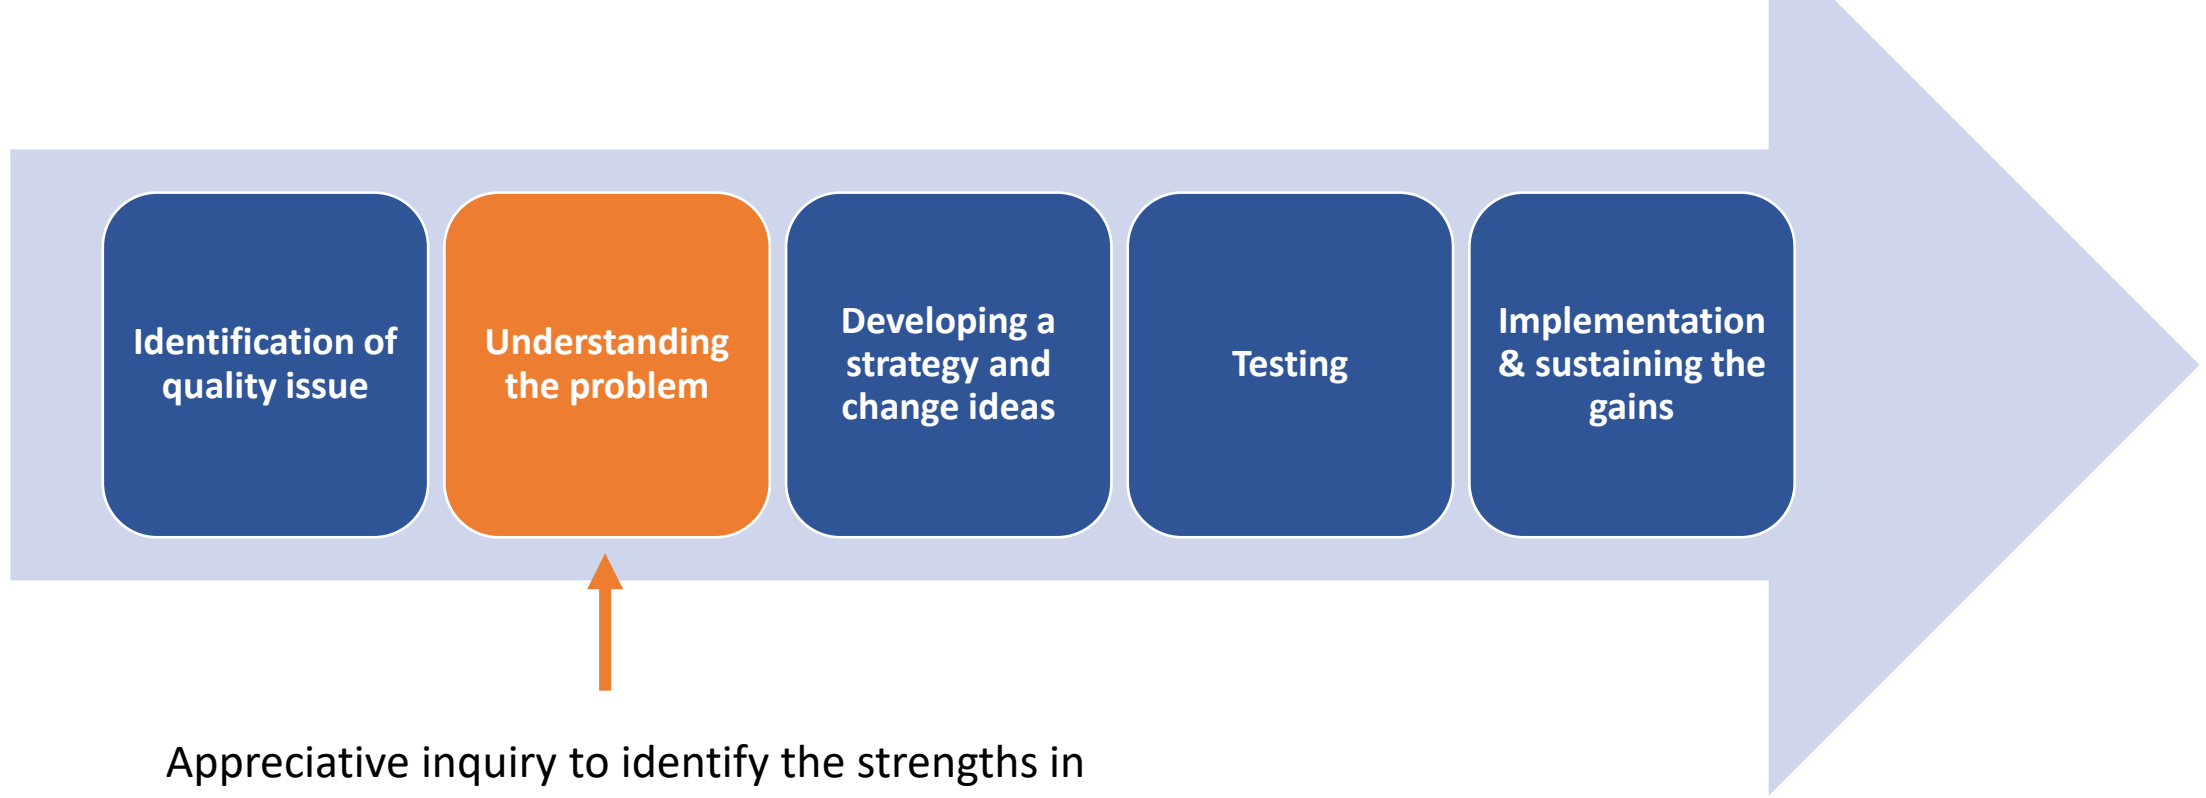 Identification of
quality issue
Understanding
the problem
Developing a
strategy and
change ideas
Testing
Implementation
& sustaining the
gains
Appreciative inquiry to identify the strengths in